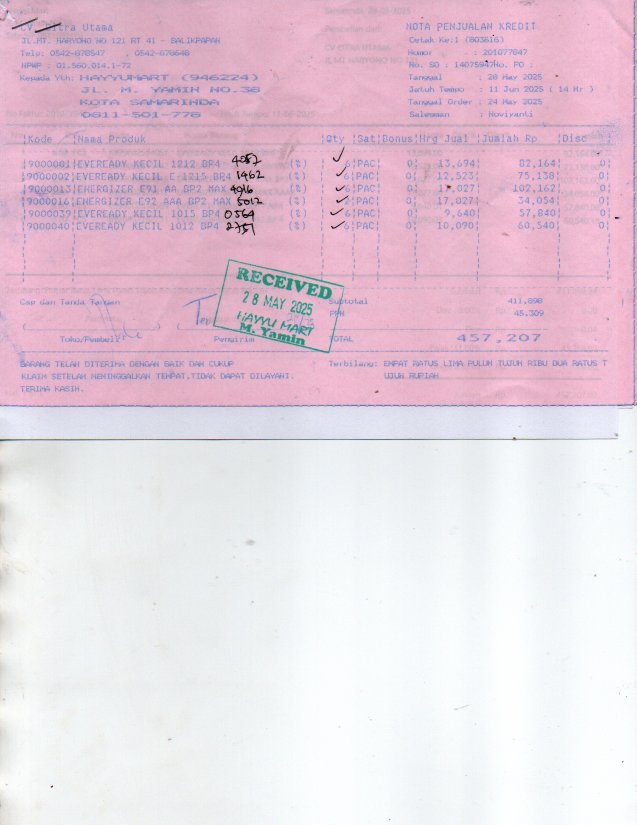 CV Citra Utama
JL.MT. HARYONO NO 121 RT 41 - BALIKPAPAN
Telp: 0542-878547 , 0542-878648
NPWP : 01.560.014.1-72
Kepada Yth: HAYYUMART (946224)
JL. M. YAMIN NO.38
KOTA SAMARINDA
0811-501-778
NOTA PENJUALAN KREDIT
Cetak Ke:1 (803616)
Nomor : 201077847
No. SO : 14075947No. PO :
Tanggal : 28 May 2025
Jatuh Tempo : 11 Jun 2025 ( 14 Hr )
Tanggal Order : 24 May 2025
Salesman : Noviyanti
Kode Nama Produk Qty Sat Bonus Hrg Jual Jumlah Rp Disc
9000001 EVEREADY KECIL 1212 BP4 (%) 6 PAC 0 13,694 82,164 0
9000002 EVEREADY KECIL E-1215 BP4 1462 (%) 6 PAC 0 12,523 75,138 0
9000013 ENERGIZER E91 AA BP2 MAX 4916 (%) 6 PAC 0 17,027 102,162 0
9000016 ENERGIZER E92 AAA BP2 MAX 5012 (%) PAC 0 17,027 34,054 0
9000039 EVEREADY KECIL 1015 BP4 0564 (%) 6 PAC 0 9,640 57,840 0
9000040 EVEREADY KECIL 1012 BP4 2751 (%) 6 PAC 0 10,090 60,540 0
RECEIVED
28 MAY 2025
HAYYU MART
M. Yamin
Cap dan Tanda Tangan
Toko/Pembeli Pengirim
Subtotal 411,898
PPN 45,309
TOTAL 457,207
BARANG TELAH DITERIMA DENGAN BAIK DAN CUKUP
KLAIM SETELAH MENINGGALKAN TEMPAT,TIDAK DAPAT DILAYANI.
TERIMA KASIH.
Terbilang: EMPAT RATUS LIMA PULUH TUJUH RIBU DUA RATUS T
UJUH RUPIAH